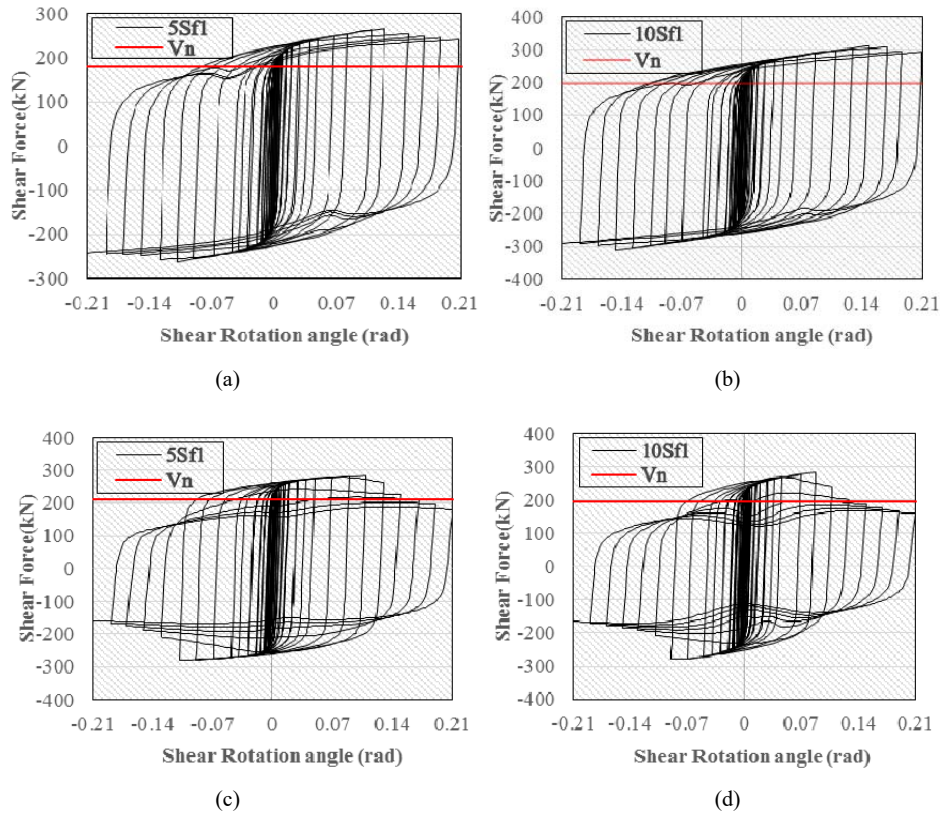 300
200
100
0
-100
-200
-300
Shear Force(kN)
5Sf1
Vn
-0.21 -0.14 -0.07 0 0.07 0.14 0.21
Shear Rotation angle (rad)
(a)
400
300
200
100
0
-100
-200
-300
-400
Shear Force(kN)
10Sf1
Vn
-0.21 -0.14 -0.07 0 0.07 0.14 0.21
Shear Rotation angle (rad)
(b)
400
300
200
100
0
-100
-200
-300
-400
Shear Force(kN)
5Sf1
Vn
-0.21 -0.14 -0.07 0 0.07 0.14 0.21
Shear Rotation angle (rad)
(c)
400
300
200
100
0
-100
-200
-300
-400
Shear Force(kN)
10Sf1
Vn
-0.21 -0.14 -0.07 0 0.07 0.14 0.21
Shear Rotation angle (rad)
(d)